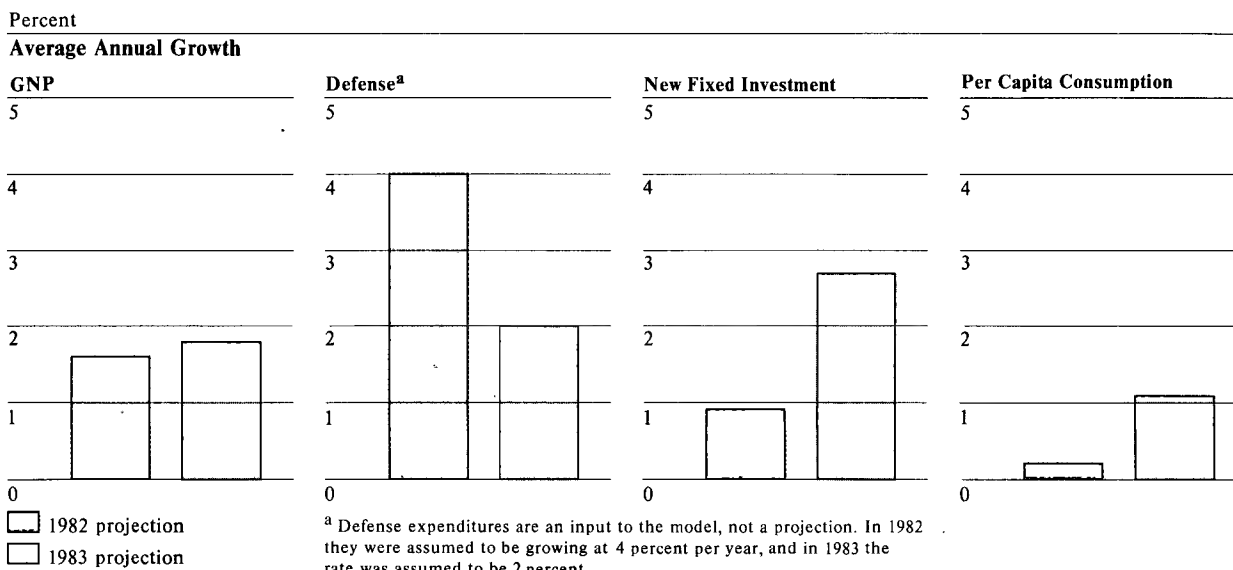 Percent
Average Annual Growth
GNP
5
4
3
2
1
0
Defense^a
5
4
3
2
1
0
New Fixed Investment
5
4
3
2
1
0
Per Capita Consumption
5
4
3
2
1
0
1982 projection
1983 projection
^a Defense expenditures are an input to the model, not a projection. In 1982
they were assumed to be growing at 4 percent per year, and in 1983 the
rate was assumed to be 2 percent